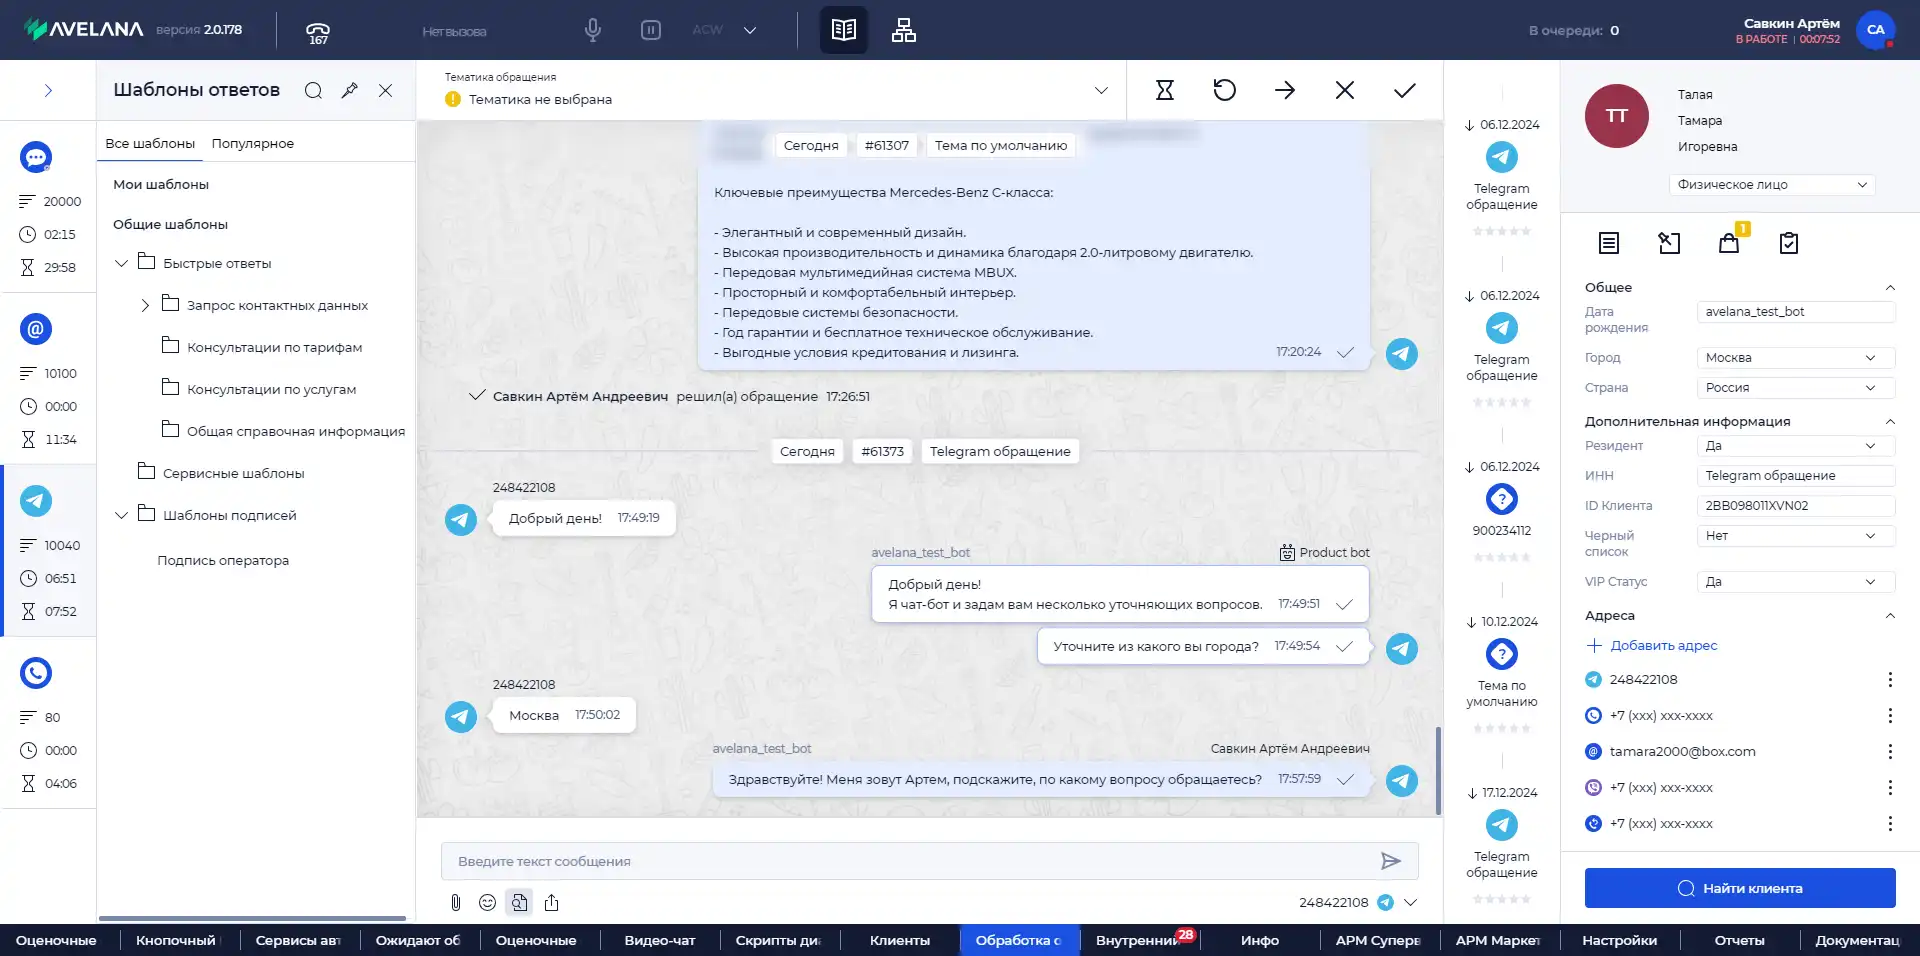 AVELANA
версия 2.0.178
167
Нет вызова
ACW
В очереди: 0
Савкин Артём
В РАБОТЕ | 00:07:52
СА
20000
02:15
29:58
10100
00:00
11:34
10040
06:51
07:52
80
00:00
04:06
Шаблоны ответов
Все шаблоны
Популярное
Мои шаблоны
Общие шаблоны
Быстрые ответы
Запрос контактных данных
Консультации по тарифам
Консультации по услугам
Общая справочная информация
Сервисные шаблоны
Шаблоны подписей
Подпись оператора
Тематика обращения
Тематика не выбрана
Сегодня #61307 Тема по умолчанию
Ключевые преимущества Mercedes-Benz C-класса:
- Элегантный и современный дизайн.
- Высокая производительность и динамика благодаря 2.0-литровому двигателю.
- Передовая мультимедийная система MBUX.
- Просторный и комфортабельный интерьер.
- Передовые системы безопасности.
- Год гарантии и бесплатное техническое обслуживание.
- Выгодные условия кредитования и лизинга.
17:20:24
Савкин Артём Андреевич решил(а) обращение 17:26:51
Сегодня #61373 Telegram обращение
248422108
Добрый день! 17:49:19
avelana_test_bot
Product bot
Добрый день!
Я чат-бот и задам вам несколько уточняющих вопросов. 17:49:51
Уточните из какого вы города? 17:49:54
248422108
Москва 17:50:02
avelana_test_bot
Савкин Артём Андреевич
Здравствуйте! Меня зовут Артем, подскажите, по какому вопросу обращаетесь? 17:57:59
Введите текст сообщения
248422108
06.12.2024
Telegram
обращение
06.12.2024
Telegram
обращение
06.12.2024
900234112
10.12.2024
Тема по
умолчанию
17.12.2024
Telegram
обращение
ТТ
Талая
Тамара
Игоревна
Физическое лицо
1
Общее
Дата
рождения
avelana_test_bot
Город
Москва
Страна
Россия
Дополнительная информация
Резидент
Да
ИНН
Telegram обращение
ID Клиента
2BB098011XVN02
Черный
список
Нет
VIP Статус
Да
Адреса
Добавить адрес
248422108
+7 (xxx) xxx-xxxx
tamara2000@box.com
+7 (xxx) xxx-xxxx
+7 (xxx) xxx-xxxx
Найти клиента
Оценочные
Кнопочный
Сервисы авт
Ожидают об
Оценочные
Видео-чат
Скрипты диа
Клиенты
Обработка о
Внутренний
28
Инфо
АРМ Суперв
АРМ Маркет
Настройки
Отчеты
Документац